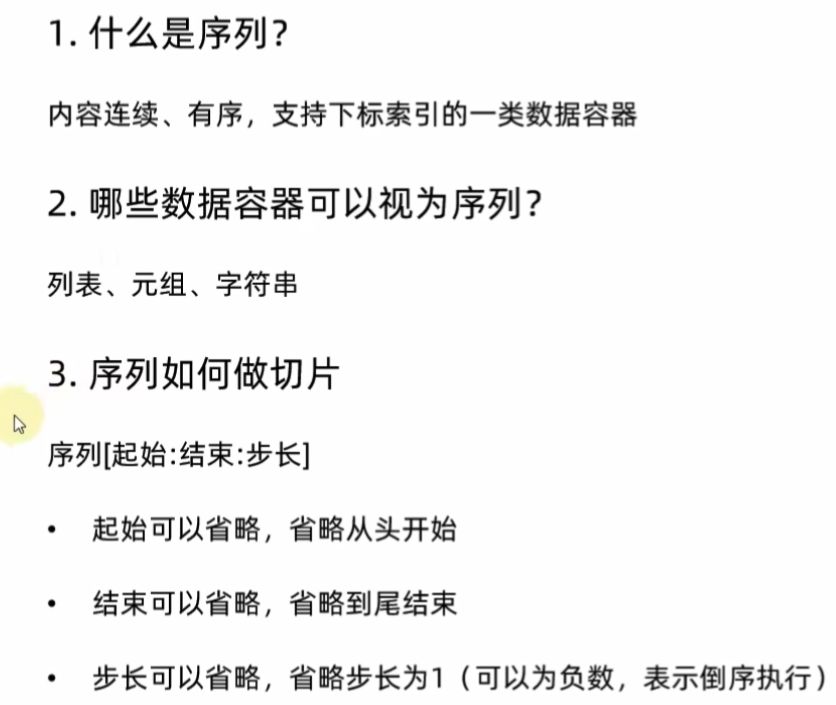 1. 什么是序列？
内容连续、有序，支持下标索引的一类数据容器
2. 哪些数据容器可以视为序列？
列表、元组、字符串
3. 序列如何做切片
序列[起始:结束:步长]
• 起始可以省略，省略从头开始
• 结束可以省略，省略到尾结束
• 步长可以省略，省略步长为1（可以为负数，表示倒序执行）